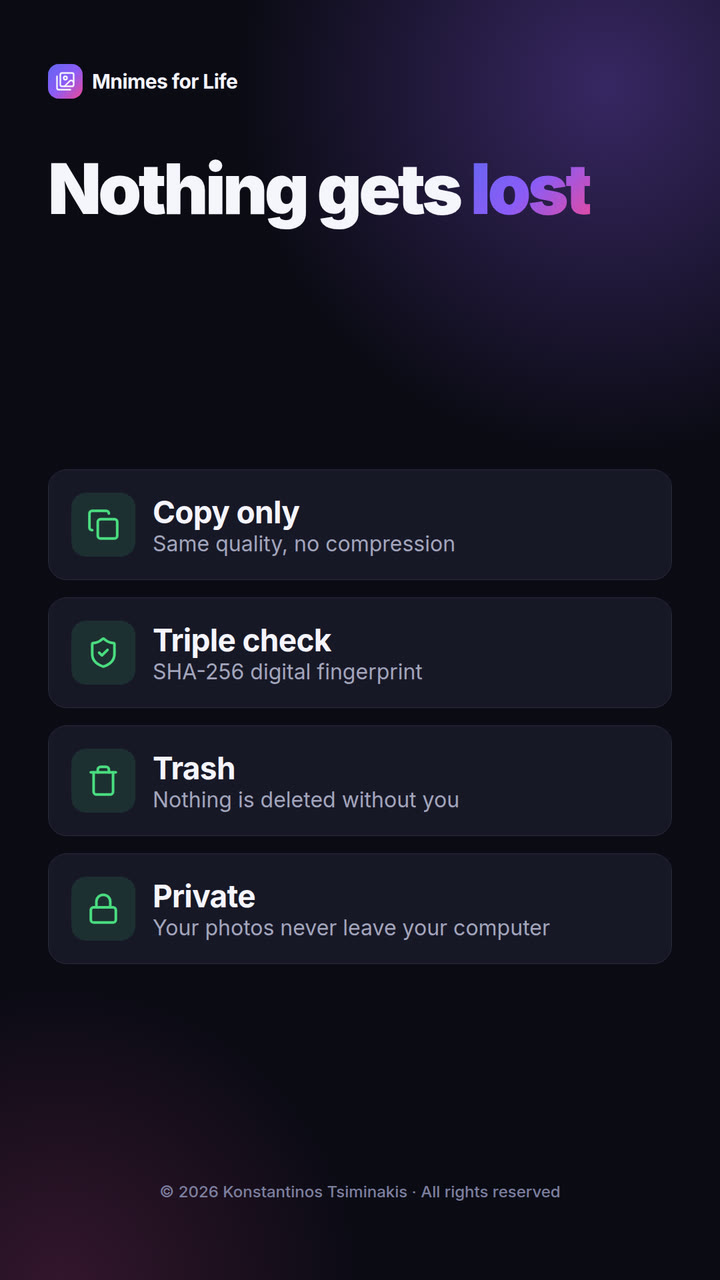 Mnimes for Life
Nothing gets lost
Copy only
Same quality, no compression
Triple check
SHA-256 digital fingerprint
Trash
Nothing is deleted without you
Private
Your photos never leave your computer
© 2026 Konstantinos Tsiminakis · All rights reserved